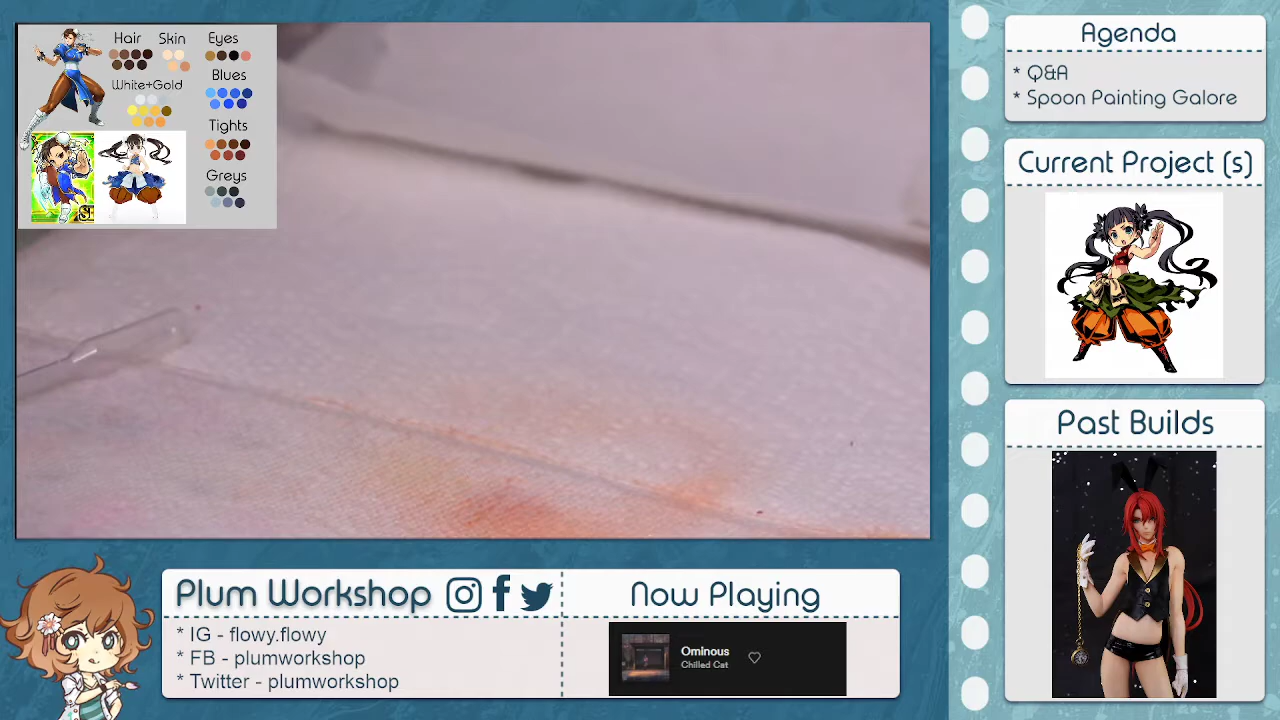 Hair Skin Eyes
White+Gold
Blues
Tights
Greys
Agenda
* Q&A
* Spoon Painting Galore
Current Project (s)
Past Builds
Plum Workshop
* IG - flowy.flowy
* FB - plumworkshop
* Twitter - plumworkshop
Now Playing
Ominous
Chilled Cat